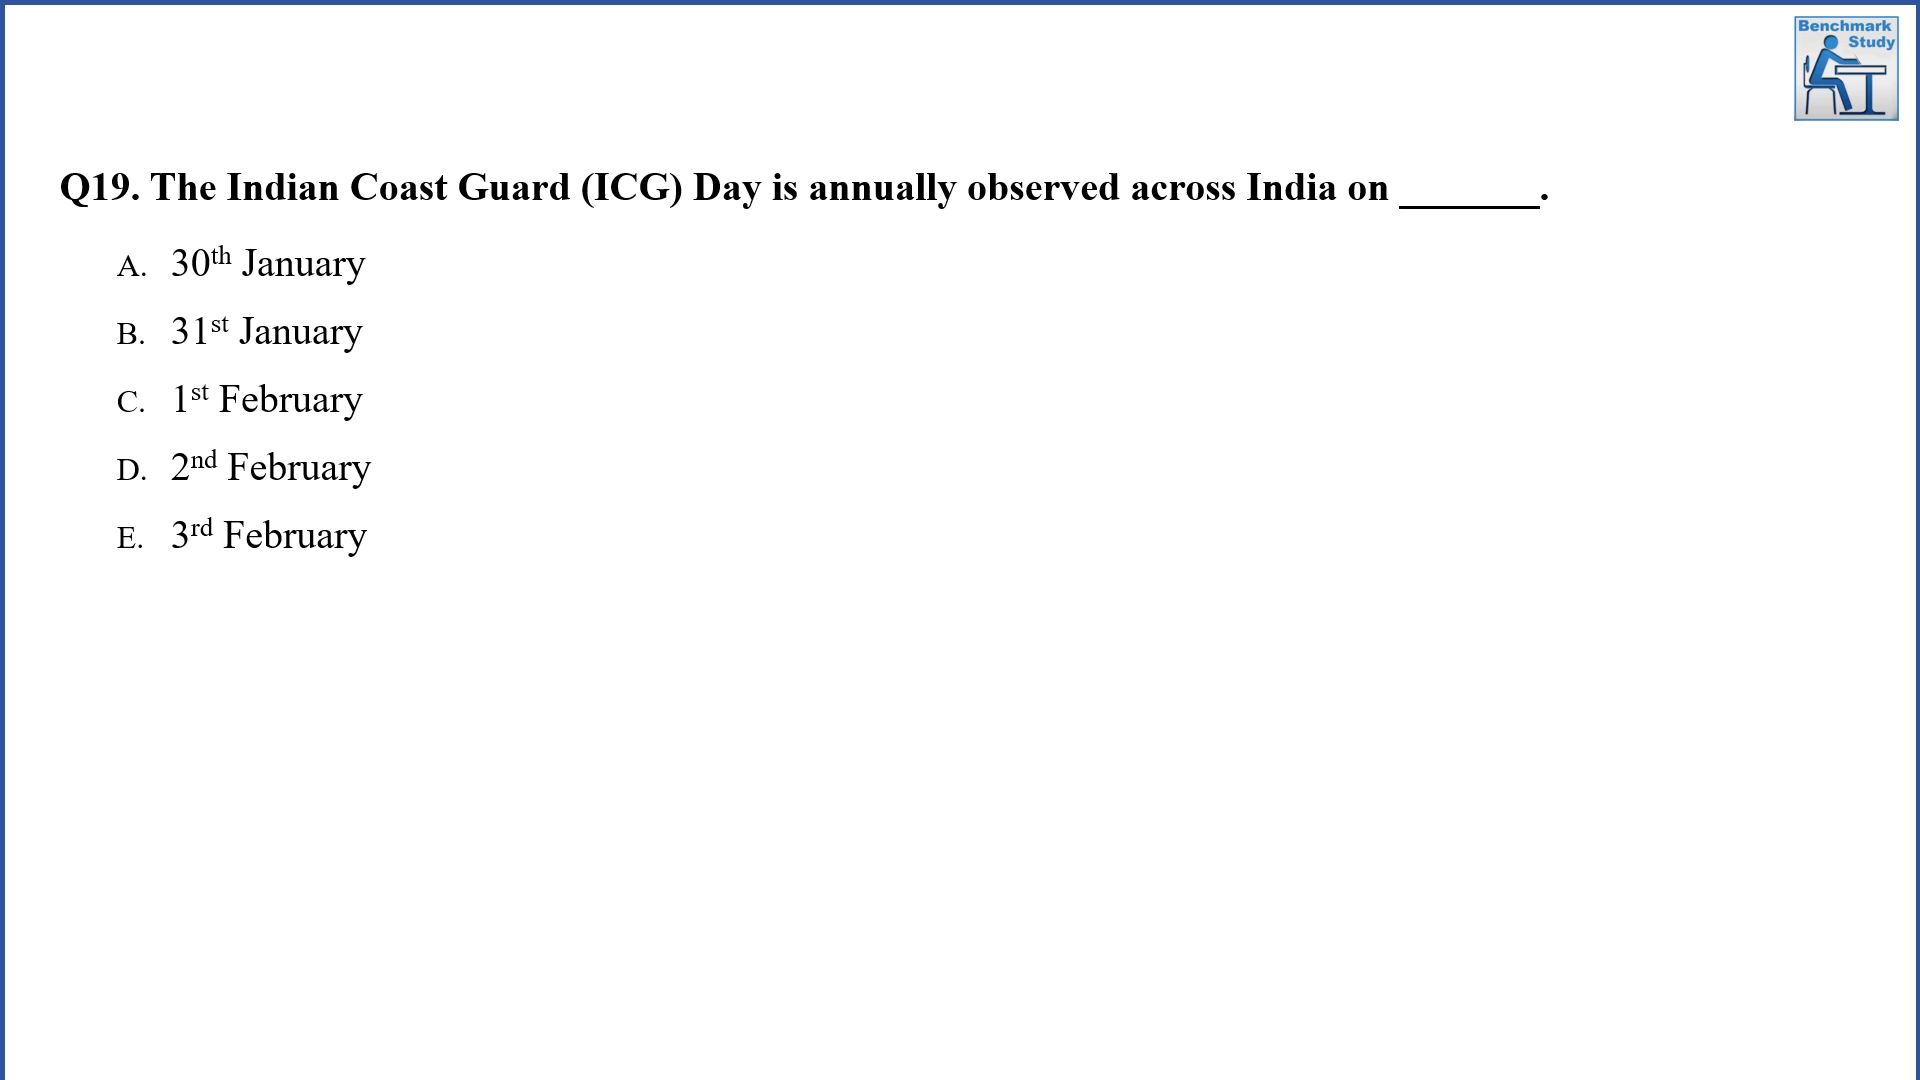 Benchmark
Study
Q19. The Indian Coast Guard (ICG) Day is annually observed across India on _______.
A. 30th January
B. 31st January
C. 1st February
D. 2nd February
E. 3rd February